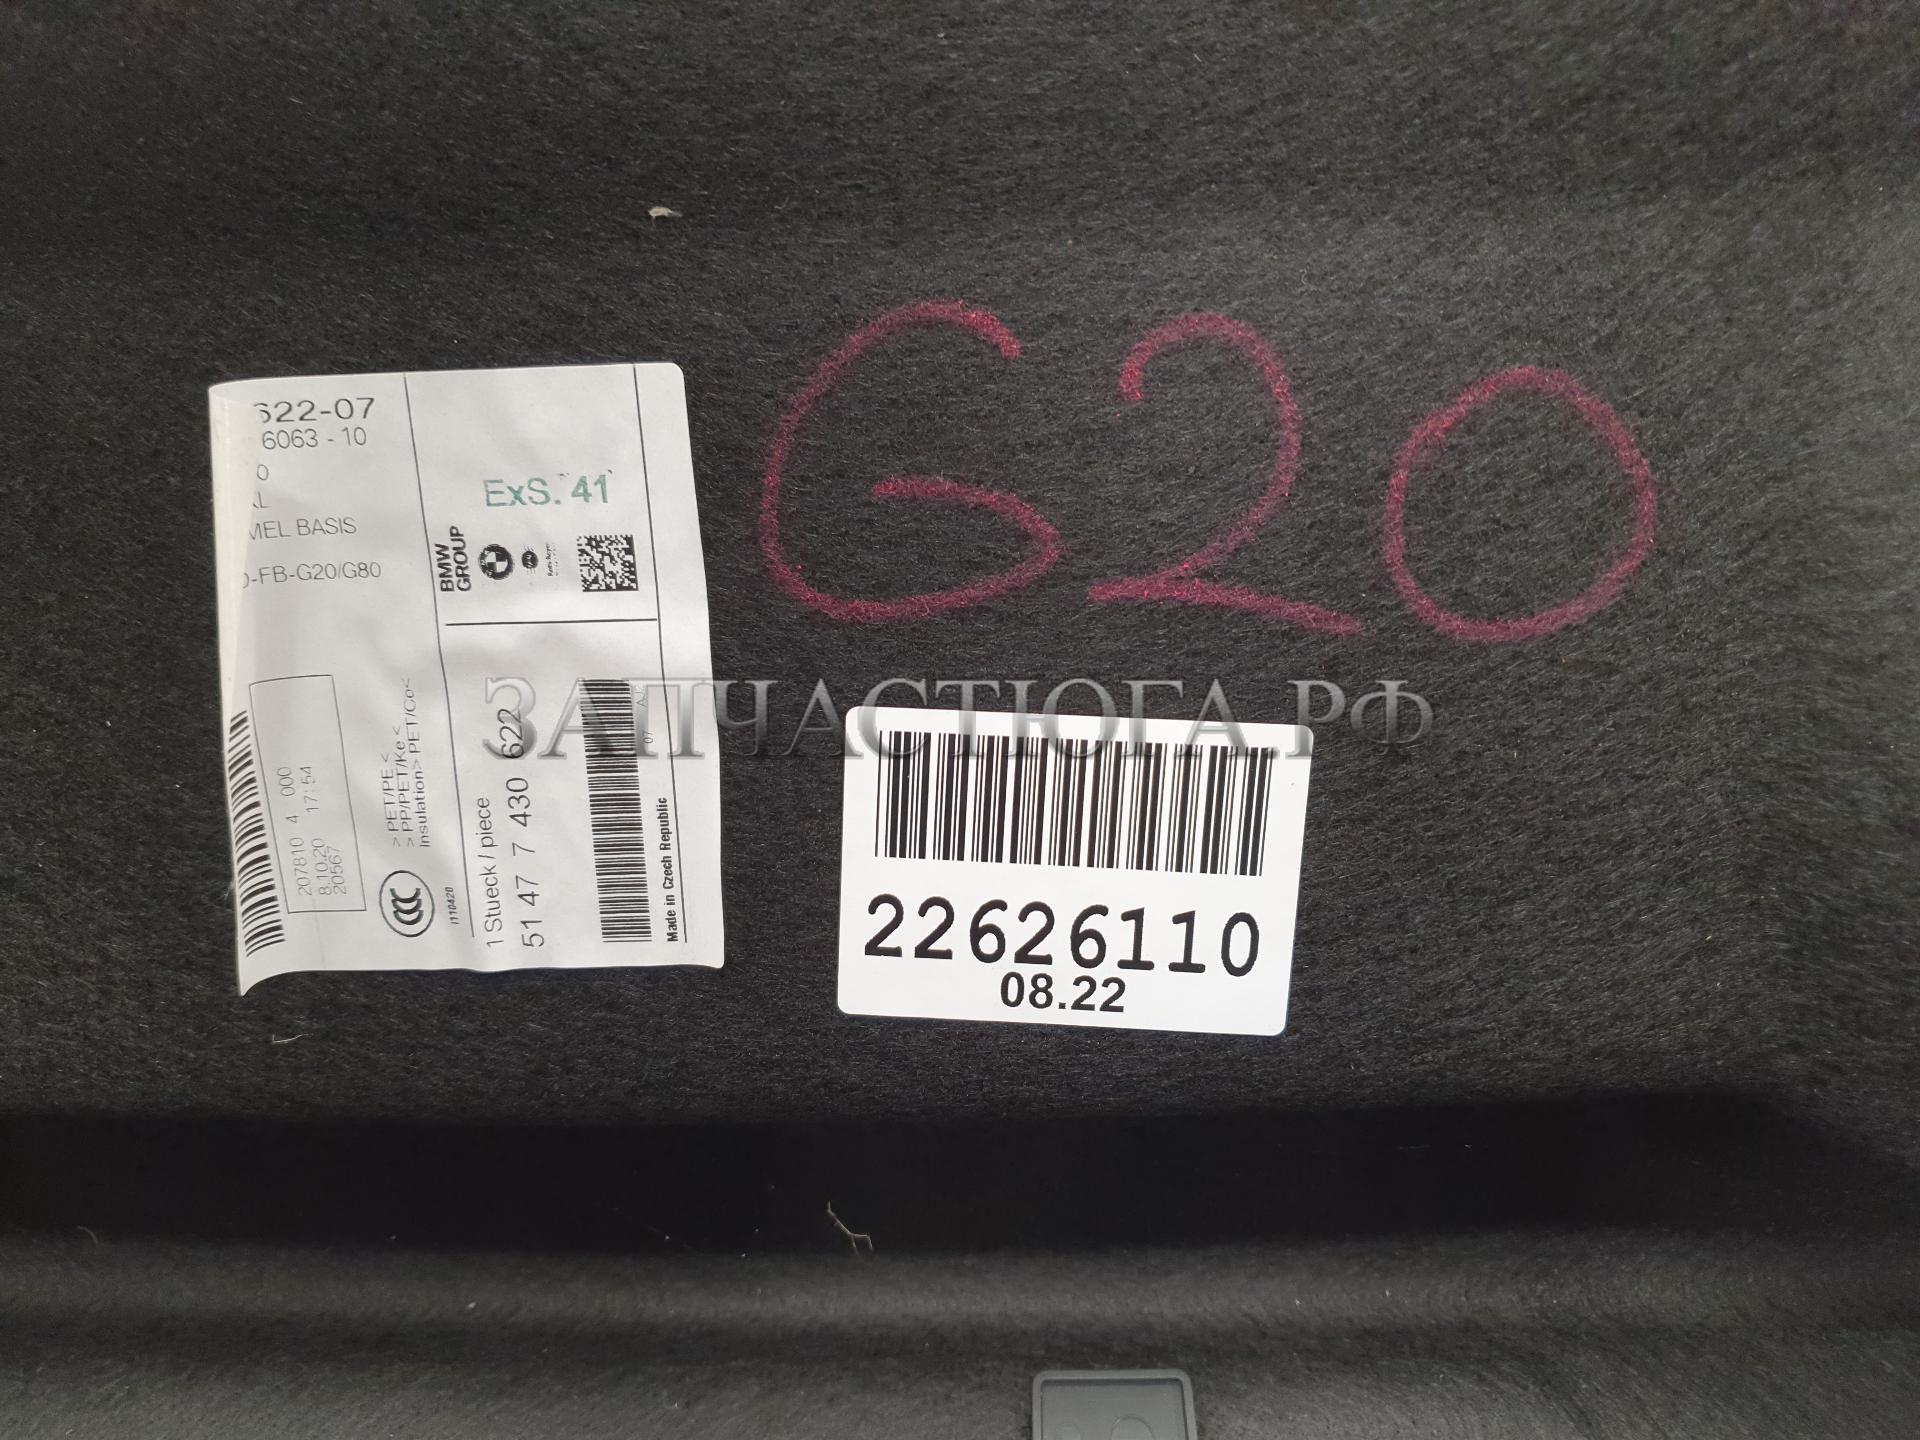 G20
622-07
6063 - 10
MEL BASIS
-FB-G20/G80
207810 4 000
8.10.20 17:54
20567
> PET/PE <
> PP/PET/Ke <
Insulation> PET/Co<
I110420
ExS. 41
BMW
GROUP
1 Stueck / piece
51 47 7 430 622
07
Made in Czech Republic
ЗАПЧАСТЮГА.РФ
22626110
08.22